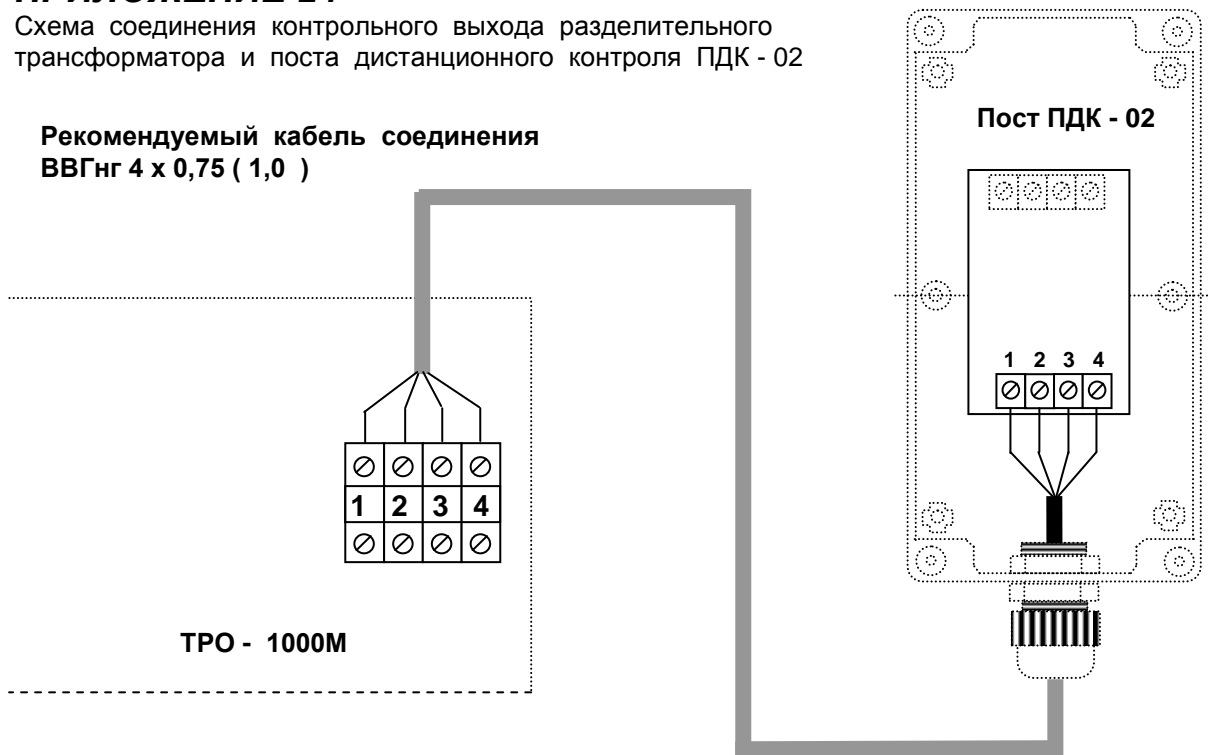 Схема соединения контрольного выхода разделительного
трансформатора и поста дистанционного контроля ПДК - 02
Рекомендуемый кабель соединения
ВВГнг 4 х 0,75 ( 1,0 )
Пост ПДК - 02
1 2 3 4
1 2 3 4
ТРО - 1000М